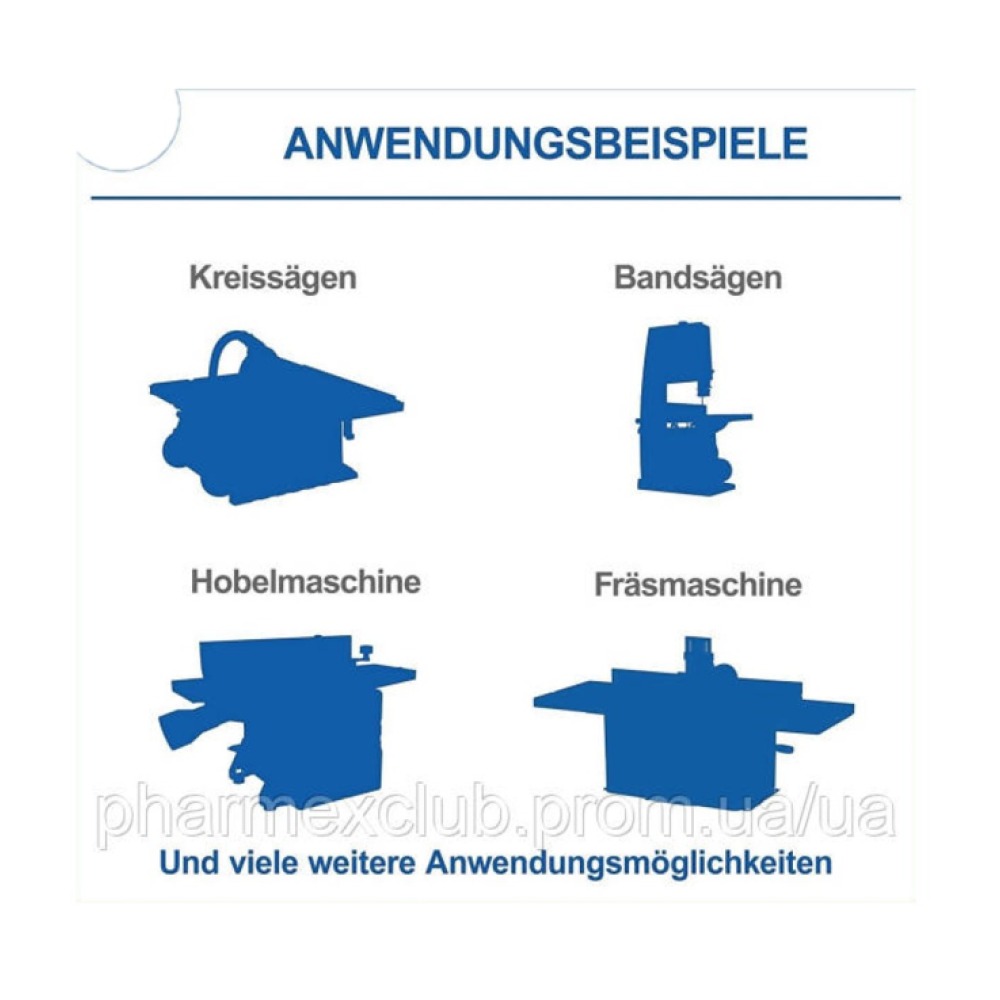 ANWENDUNGSBEISPIELE
Kreissägen
Bandsägen
Hobelmaschine
Fräsmaschine
pharmexclub.prom.ua/ua
Und viele weitere Anwendungsmöglichkeiten